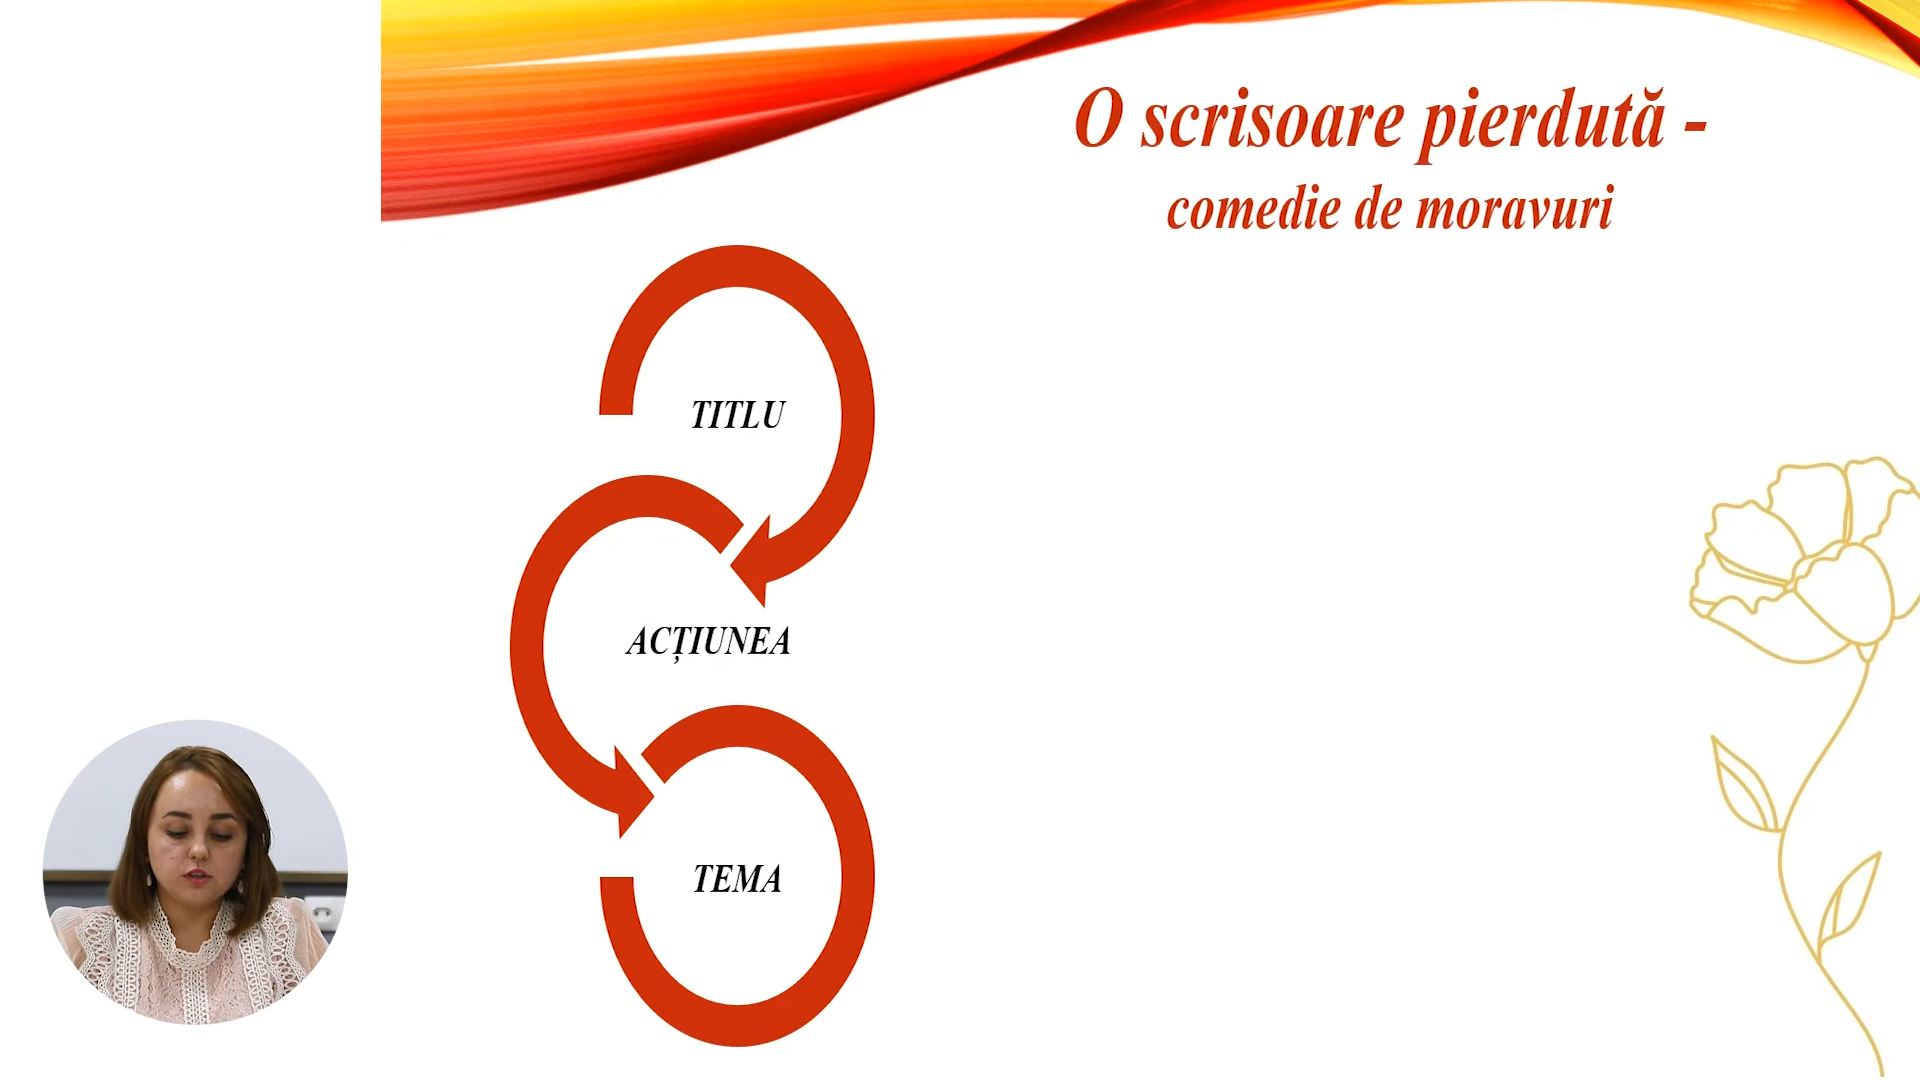 O scrisoare pierdută -
comedie de moravuri
TITLU
ACȚIUNEA
TEMA